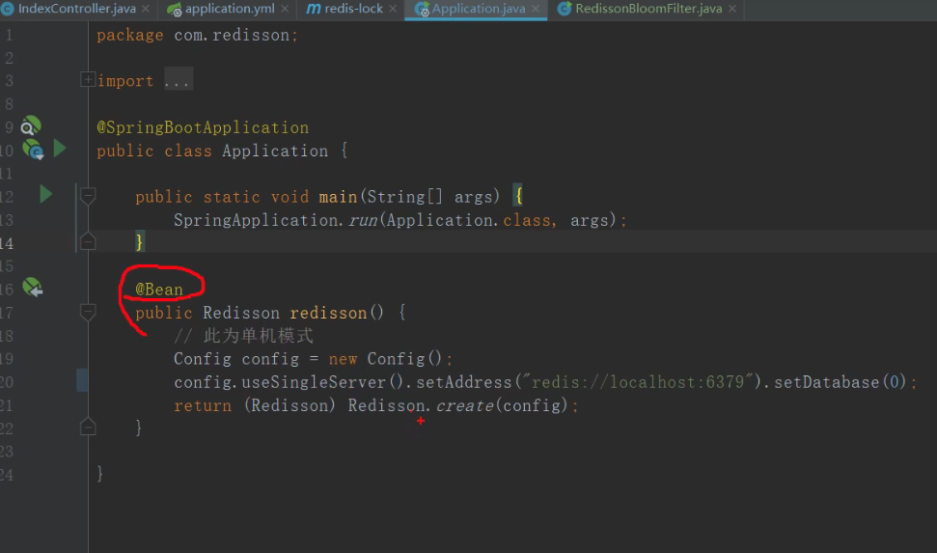 IndexController.java × application.yml × redis-lock × Application.java × RedissonBloomFilter.java ×
1 package com.redisson;
2
3 import ...
8
9 @SpringBootApplication
10 public class Application {
11
12 public static void main(String[] args) {
13 SpringApplication.run(Application.class, args);
14 }
15
16 @Bean
17 public Redisson redisson() {
18 // 此为单机模式
19 Config config = new Config();
20 config.useSingleServer().setAddress("redis://localhost:6379").setDatabase(0);
21 return (Redisson) Redisson.create(config);
22 }
23
24 }